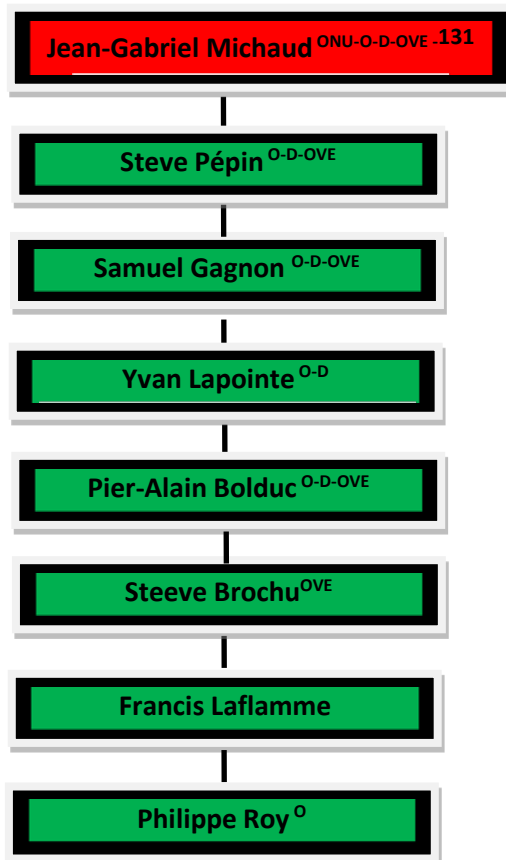 Jean-Gabriel Michaud ONU-O-D-OVE -131
Steve Pépin O-D-OVE
Samuel Gagnon O-D-OVE
Yvan Lapointe O-D
Pier-Alain Bolduc O-D-OVE
Steeve Brochu OVE
Francis Laflamme
Philippe Roy O